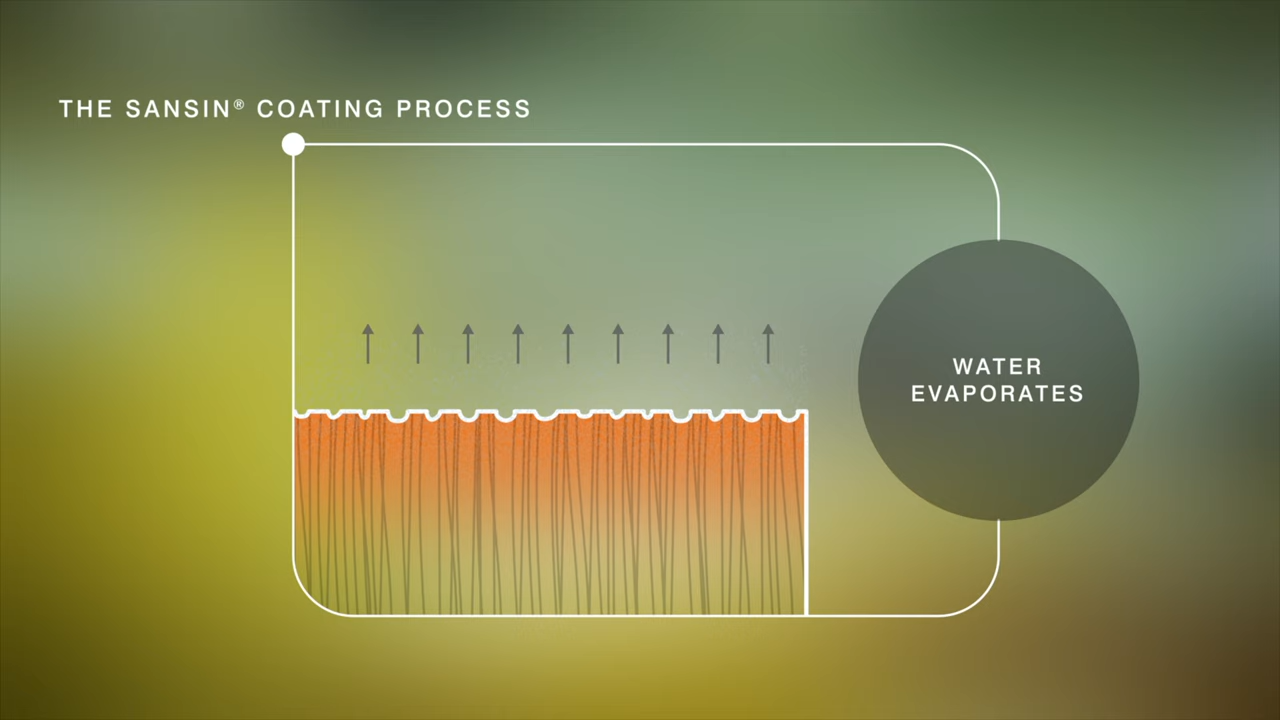 THE SANSIN® COATING PROCESS
WATER
EVAPORATES